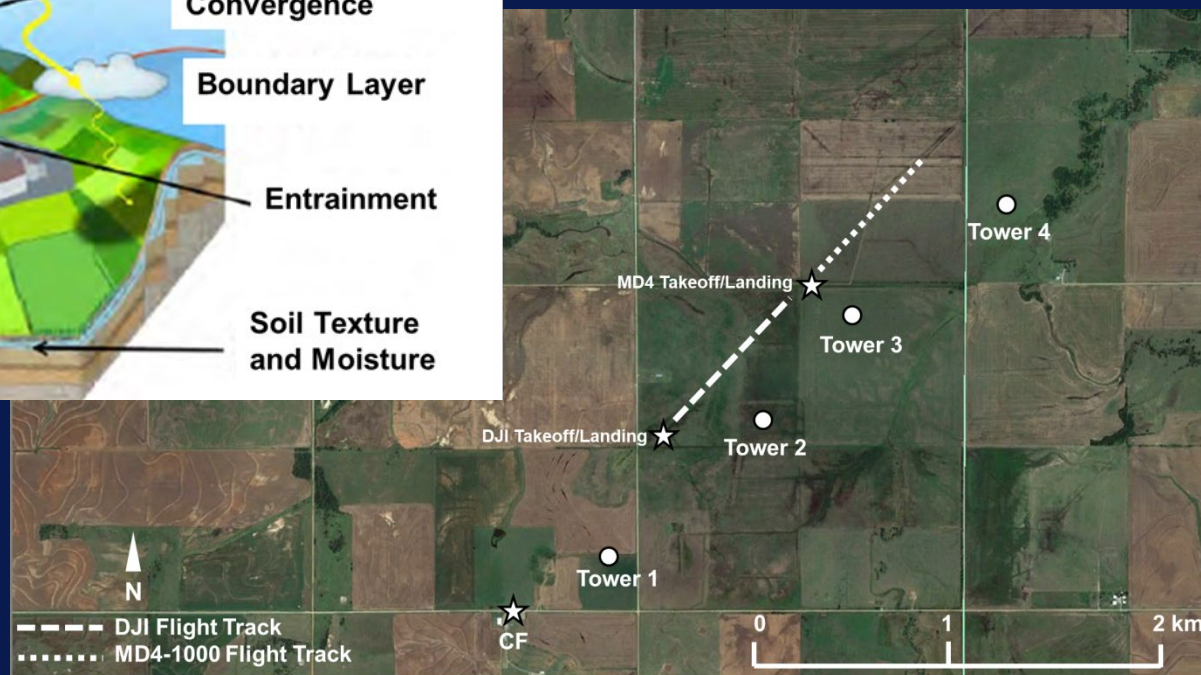 Convergence
Boundary Layer
Entrainment
Soil Texture
and Moisture
Tower 4
MD4 Takeoff/Landing
Tower 3
DJI Takeoff/Landing
Tower 2
Tower 1
N
CF
DJI Flight Track
MD4-1000 Flight Track
0 1 2 km